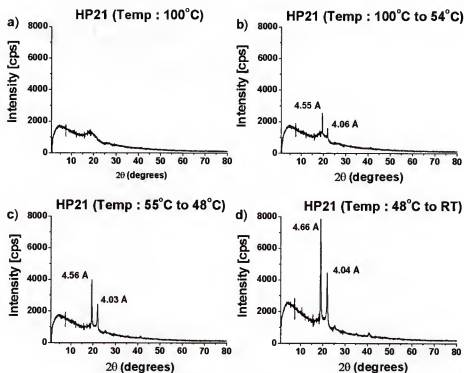 a) HP21 (Temp : 100°C)
8000
6000
4000
2000
0
Intensity [cps]
10 20 30 40 50 60 70 80
2θ (degrees)
b) HP21 (Temp : 100°C to 54°C)
8000
6000
4000
2000
0
Intensity [cps]
4.55 A
4.06 A
10 20 30 40 50 60 70 80
2θ (degrees)
c) HP21 (Temp : 55°C to 48°C)
8000
6000
4000
2000
0
Intensity [cps]
4.56 A
4.03 A
10 20 30 40 50 60 70 80
2θ (degrees)
d) HP21 (Temp : 48°C to RT)
8000
6000
4000
2000
0
Intensity [cps]
4.66 A
4.04 A
10 20 30 40 50 60 70 80
2θ (degrees)